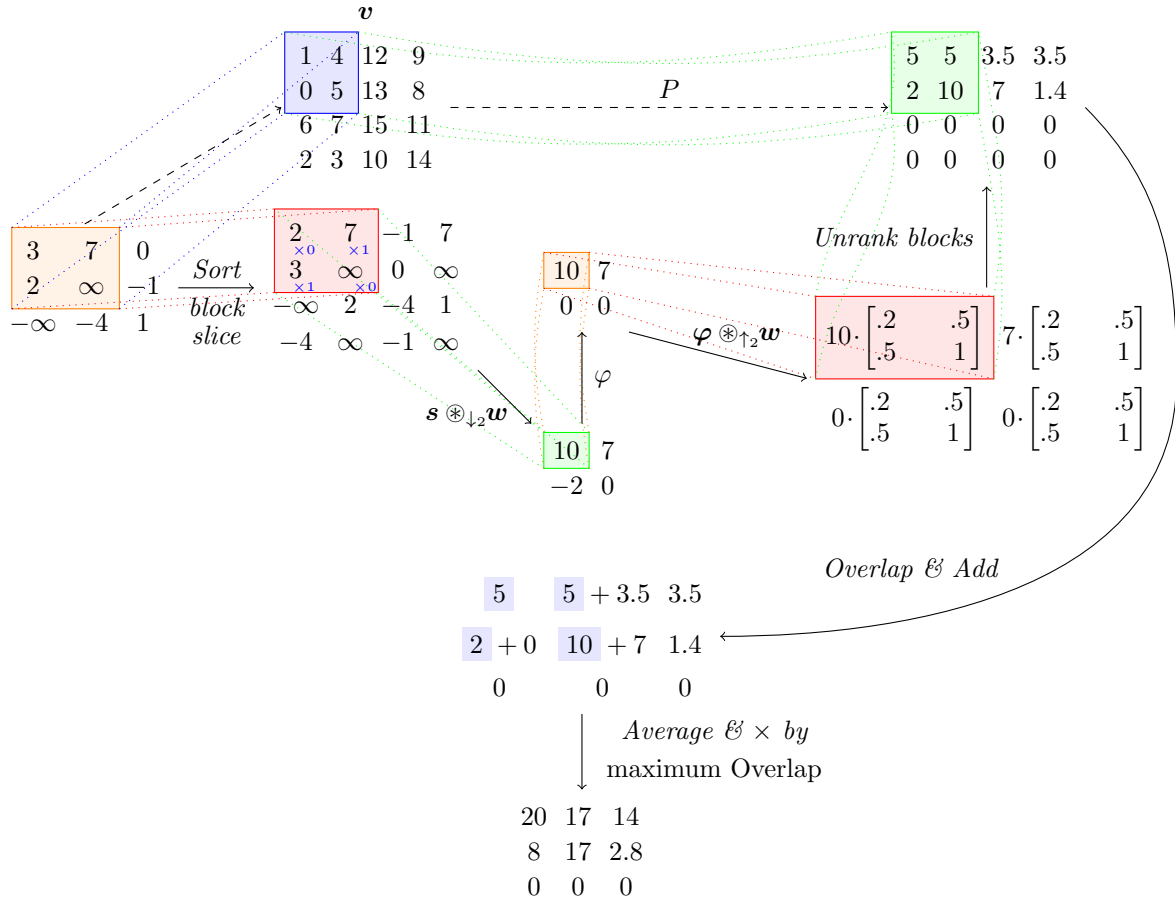 v
1 4 12 9
0 5 13 8
6 7 15 11
2 3 10 14
P
5 5 3.5 3.5
2 10 7 1.4
0 0 0 0
0 0 0 0
3 7 0
2 ∞ −1
−∞ −4 1
Sort
block
slice
2 7 −1 7
×0 ×1
3 ∞ 0 ∞
×1 ×0
−∞ 2 −4 1
−4 ∞ −1 ∞
s ⊛↓₂ w
10 7
−2 0
φ
10 7
0 0
φ ⊛↑₂ w
Unrank blocks
10·[.2 .5 7·[.2 .5
.5 1] .5 1]
0·[.2 .5 0·[.2 .5
.5 1] .5 1]
Overlap & Add
5 5 + 3.5 3.5
2 + 0 10 + 7 1.4
0 0 0
Average & × by
maximum Overlap
20 17 14
8 17 2.8
0 0 0